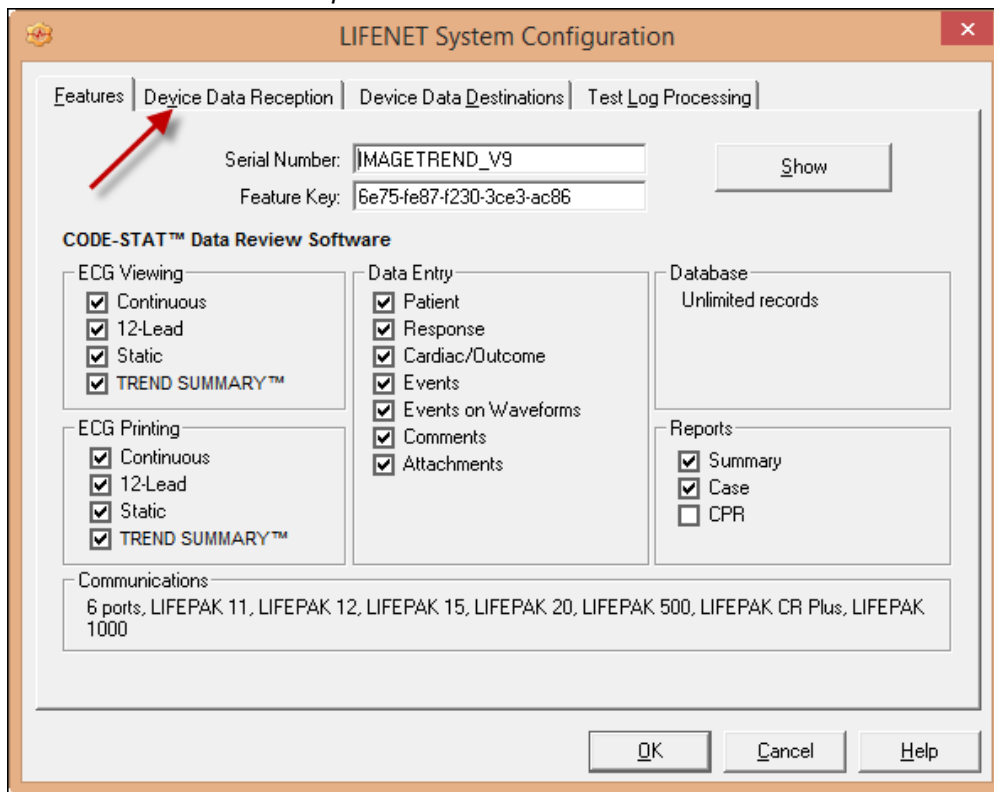 LIFENET System Configuration
Features Device Data Reception Device Data Destinations Test Log Processing
Serial Number: IMAGETREND_V9 Show
Feature Key: 6e75-fe87-f230-3ce3-ac86
CODE-STAT™ Data Review Software
ECG Viewing
Continuous
12-Lead
Static
TREND SUMMARY™
ECG Printing
Continuous
12-Lead
Static
TREND SUMMARY™
Data Entry
Patient
Response
Cardiac/Outcome
Events
Events on Waveforms
Comments
Attachments
Database
Unlimited records
Reports
Summary
Case
CPR
Communications
6 ports, LIFEPAK 11, LIFEPAK 12, LIFEPAK 15, LIFEPAK 20, LIFEPAK 500, LIFEPAK CR Plus, LIFEPAK
1000
OK Cancel Help